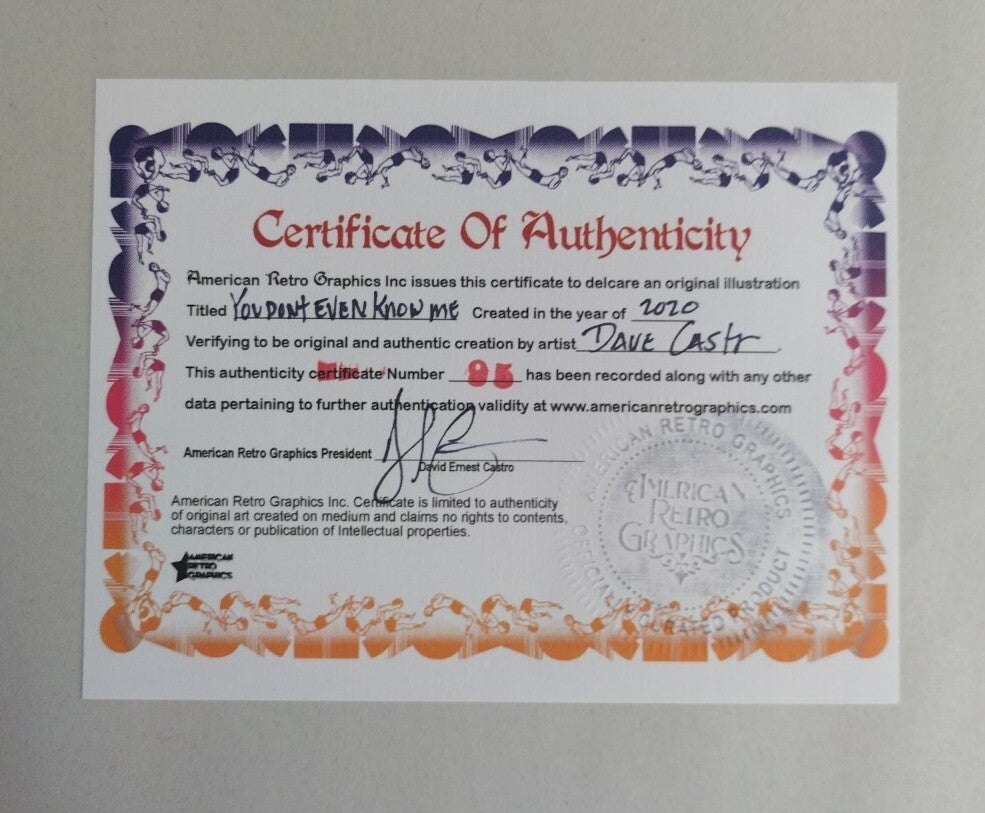 Certificate Of Authenticity
American Retro Graphics Inc issues this certificate to delcare an original illustration
Titled YOU DONT EVEN KNOW ME Created in the year of 2020
Verifying to be original and authentic creation by artist DAVE CASTR
This authenticity certificate Number 95 has been recorded along with any other
data pertaining to further authentication validity at www.americanretrographics.com
American Retro Graphics President
David Ernest Castro
American Retro Graphics Inc. Certificate is limited to authenticity
of original art created on medium and claims no rights to contents,
characters or publication of Intellectual properties.
AMERICAN
RETRO
GRAPHICS
AMERICAN RETRO GRAPHICS
AMERICAN
RETRO
GRAPHICS
OFFICIAL PRODUCT